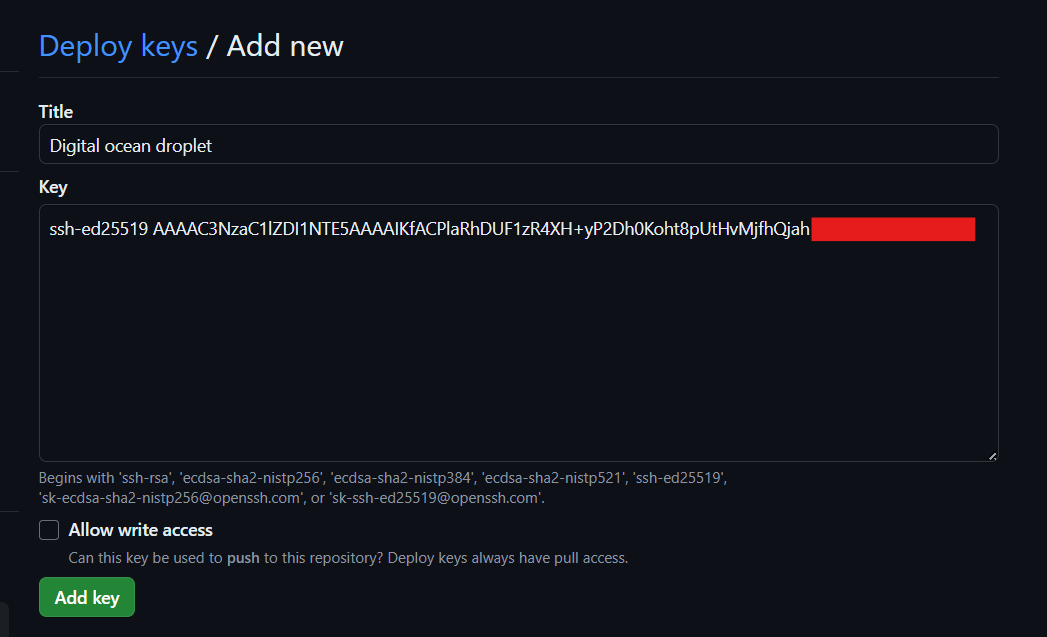 Deploy keys / Add new
Title
Digital ocean droplet
Key
ssh-ed25519 AAAAC3NzaC1lZDI1NTE5AAAAIKfACPlaRhDUF1zR4XH+yP2Dh0Koht8pUtHvMjfhQjah
Begins with 'ssh-rsa', 'ecdsa-sha2-nistp256', 'ecdsa-sha2-nistp384', 'ecdsa-sha2-nistp521', 'ssh-ed25519',
'sk-ecdsa-sha2-nistp256@openssh.com', or 'sk-ssh-ed25519@openssh.com'.
Allow write access
Can this key be used to push to this repository? Deploy keys always have pull access.
Add key